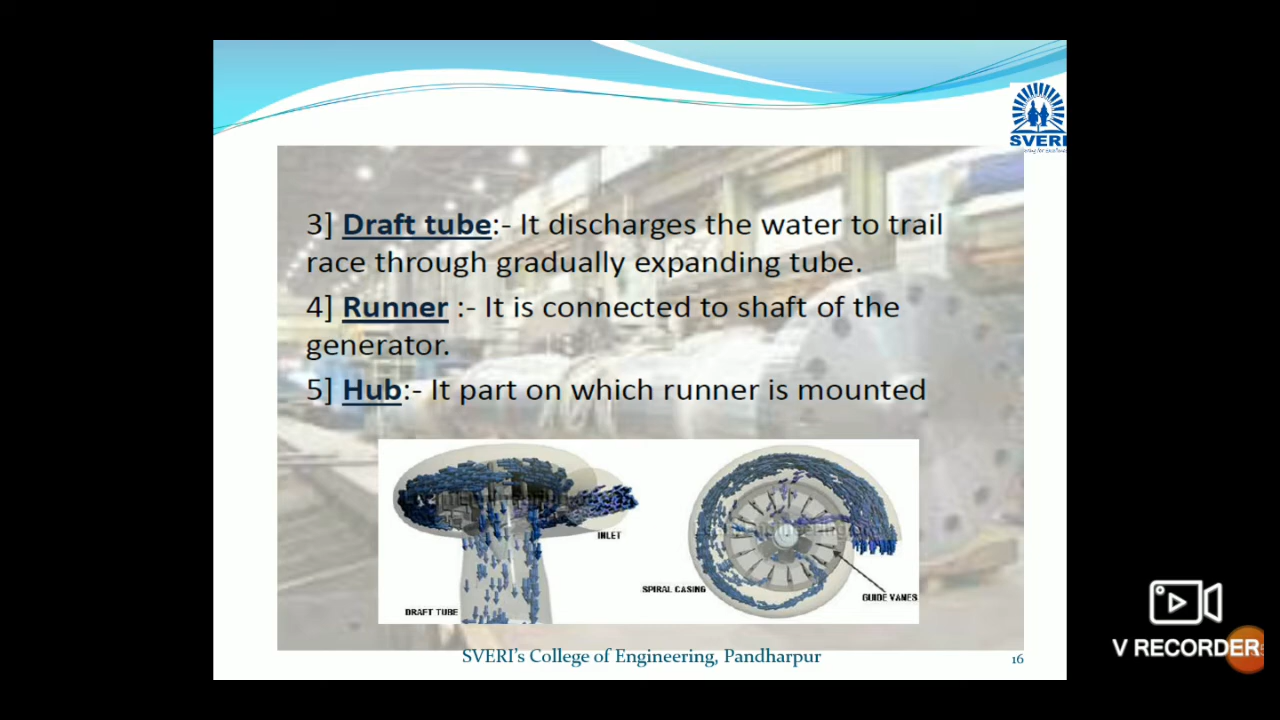 SVERI
3] Draft tube:- It discharges the water to trail
race through gradually expanding tube.
4] Runner :- It is connected to shaft of the
generator.
5] Hub:- It part on which runner is mounted
INLET
SPIRAL CASING
GUIDE VANES
DRAFT TUBE
SVERI's College of Engineering, Pandharpur
16
V RECORDER